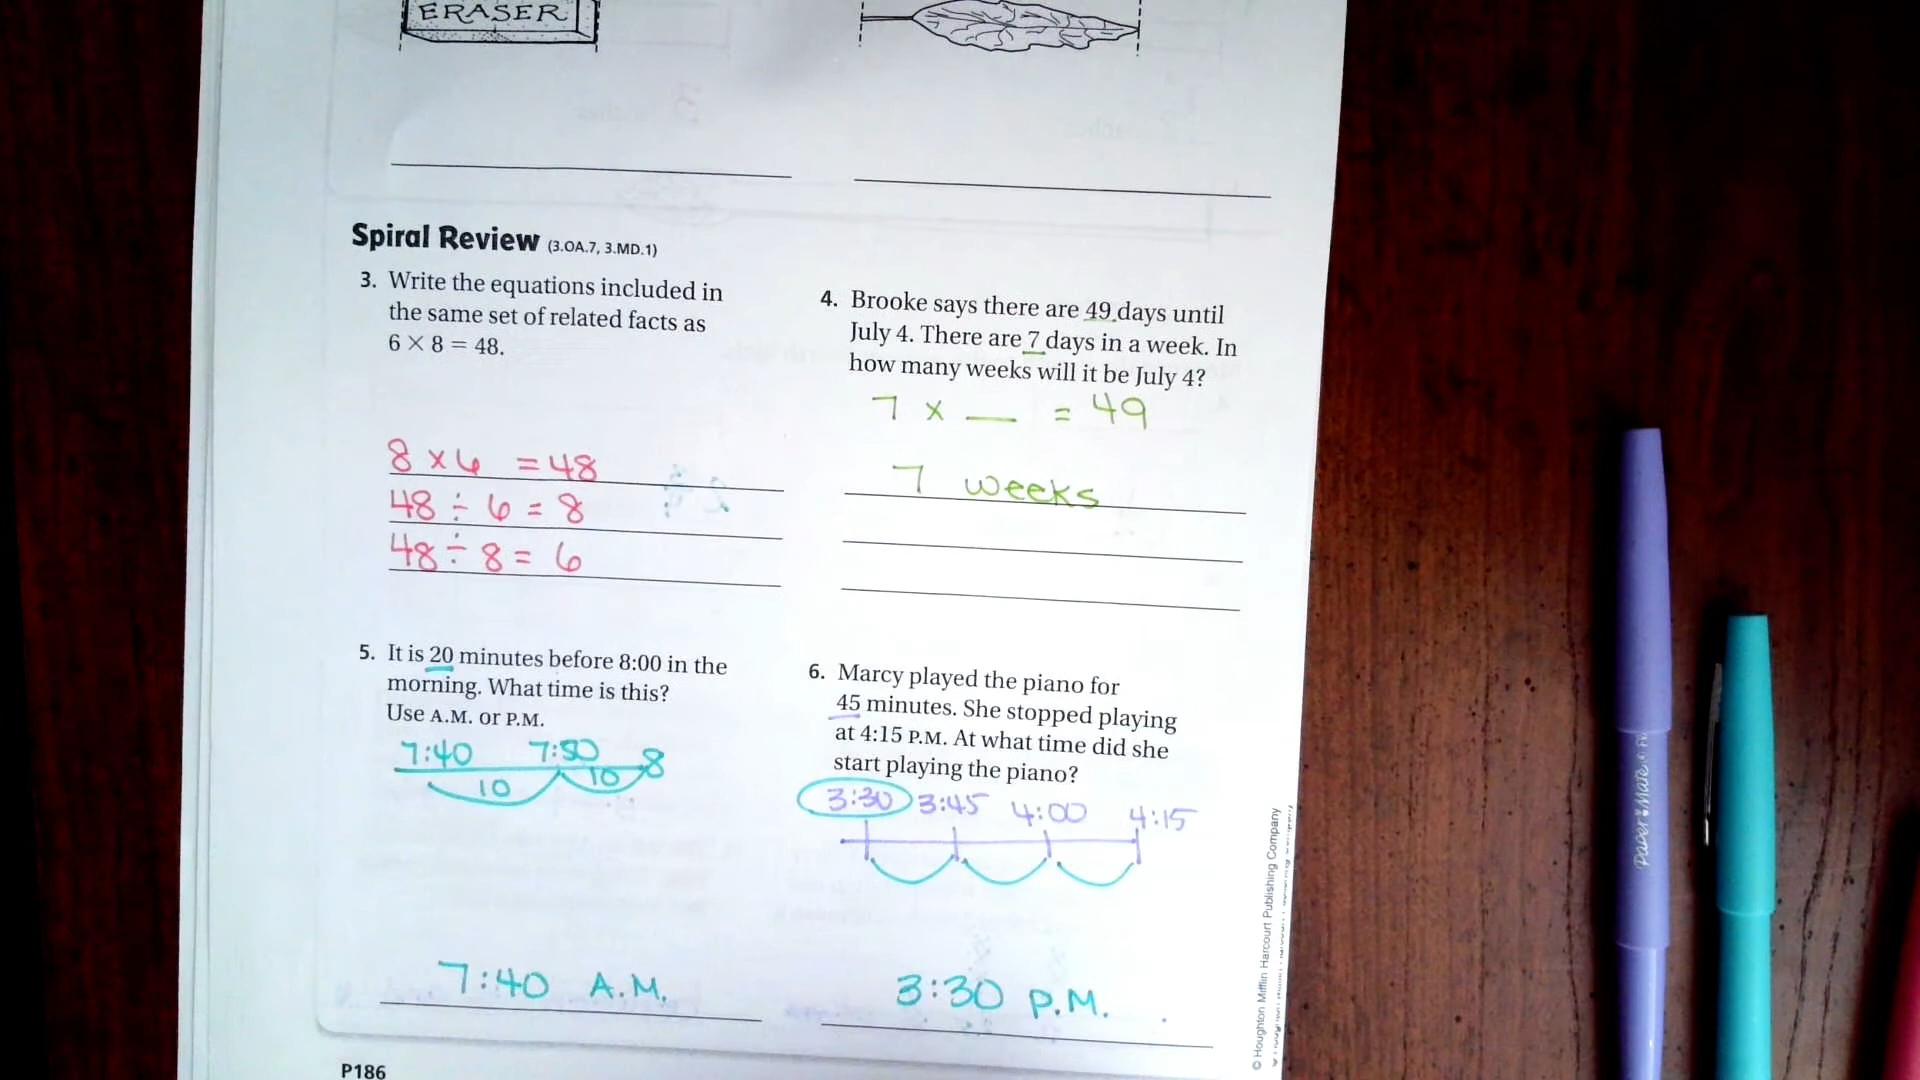 ERASER
Spiral Review (3.OA.7, 3.MD.1)
3. Write the equations included in
the same set of related facts as
6 × 8 = 48.
8 × 6 = 48
48 ÷ 6 = 8
48 ÷ 8 = 6
4. Brooke says there are 49 days until
July 4. There are 7 days in a week. In
how many weeks will it be July 4?
7 × __ = 49
7 weeks
5. It is 20 minutes before 8:00 in the
morning. What time is this?
Use A.M. or P.M.
7:40 7:50 8
10 10
7:40 A.M.
6. Marcy played the piano for
45 minutes. She stopped playing
at 4:15 P.M. At what time did she
start playing the piano?
3:30 3:45 4:00 4:15
3:30 P.M.
P186
© Houghton Mifflin Harcourt Publishing Company
Paper Mate